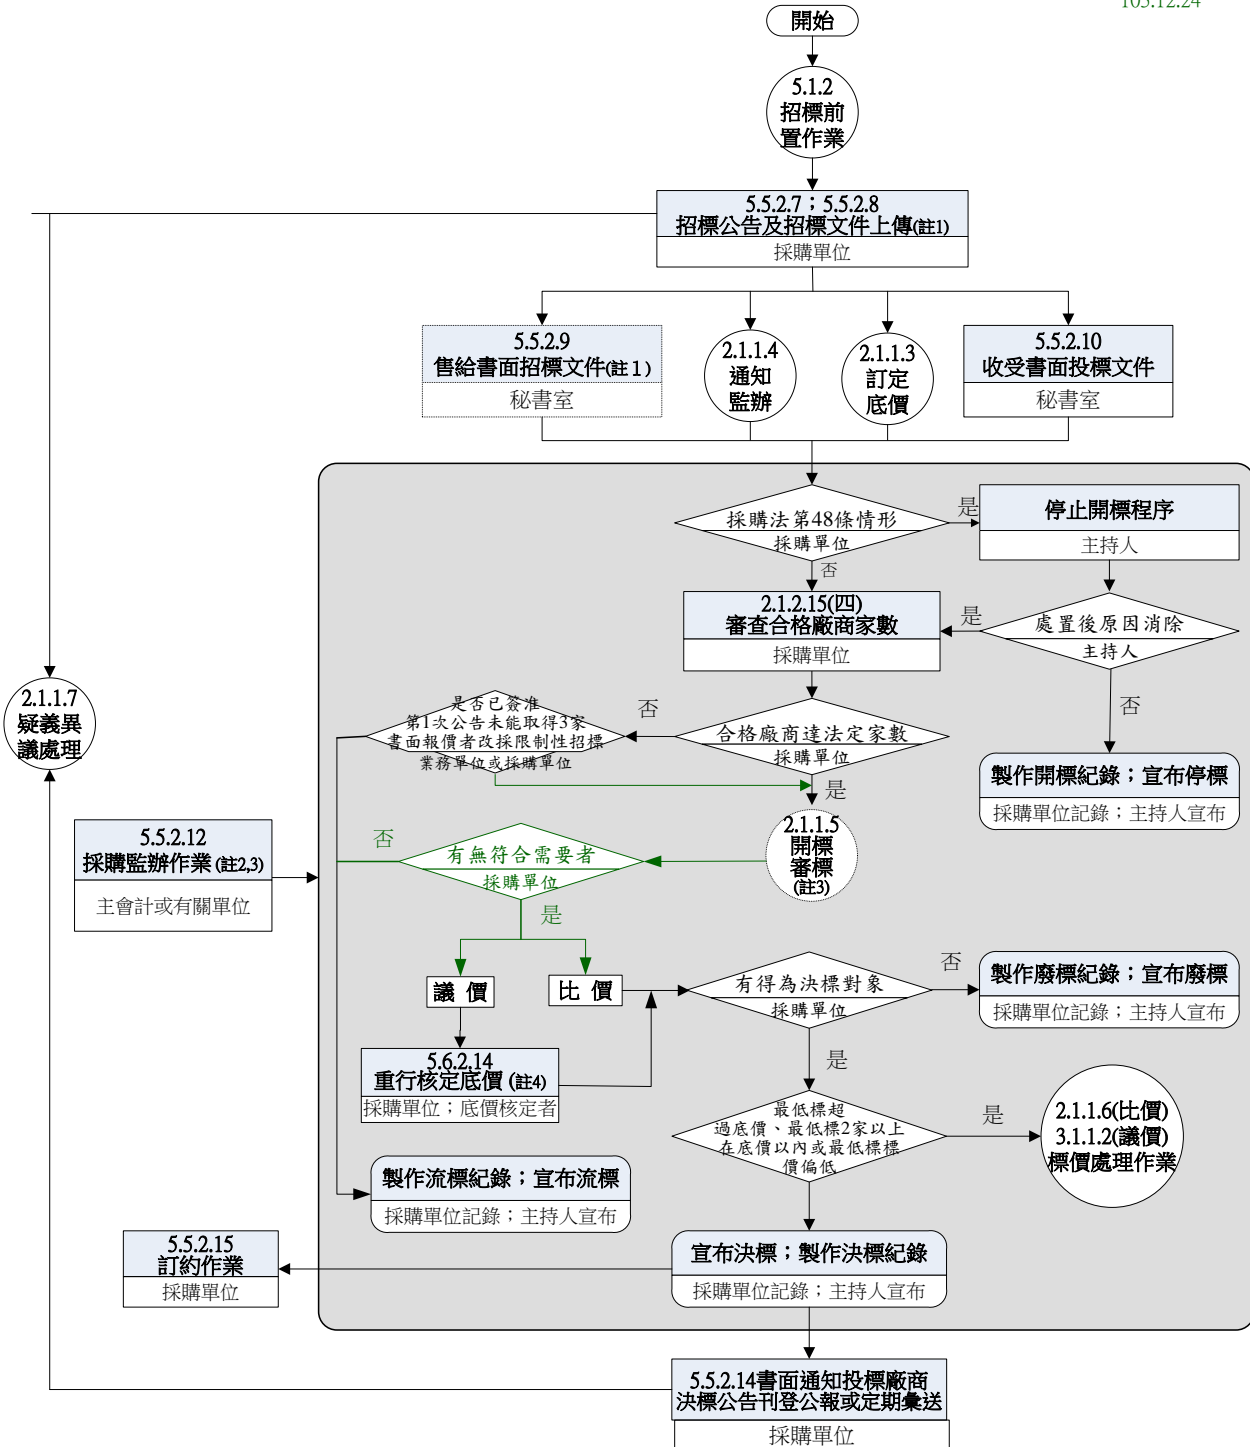 105.12.24
開始
5.1.2
招標前
置作業
5.5.2.7；5.5.2.8
招標公告及招標文件上傳(註1)
採購單位
5.5.2.9
售給書面招標文件(註１)
秘書室
2.1.1.4
通知
監辦
2.1.1.3
訂定
底價
5.5.2.10
收受書面投標文件
秘書室
採購法第48條情形
採購單位
是
停止開標程序
主持人
否
2.1.2.15(四)
審查合格廠商家數
採購單位
是
處置後原因消除
主持人
否
2.1.1.7
疑義異
議處理
是否已簽准
第1次公告未能取得3家
書面報價者改採限制性招標
業務單位或採購單位
否
合格廠商達法定家數
採購單位
是
製作開標紀錄；宣布停標
採購單位記錄；主持人宣布
5.5.2.12
採購監辦作業(註2,3)
主會計或有關單位
否
有無符合需要者
採購單位
是
2.1.1.5
開標
審標
(註3)
議 價
比 價
有得為決標對象
採購單位
否
製作廢標紀錄；宣布廢標
採購單位記錄；主持人宣布
是
5.6.2.14
重行核定底價(註4)
採購單位；底價核定者
最低標超
過底價、最低標2家以上
在底價以內或最低標標
價偏低
是
2.1.1.6(比價)
3.1.1.2(議價)
標價處理作業
製作流標紀錄；宣布流標
採購單位記錄；主持人宣布
5.5.2.15
訂約作業
採購單位
宣布決標；製作決標紀錄
採購單位記錄；主持人宣布
5.5.2.14書面通知投標廠商
決標公告刊登公報或定期彙送
採購單位